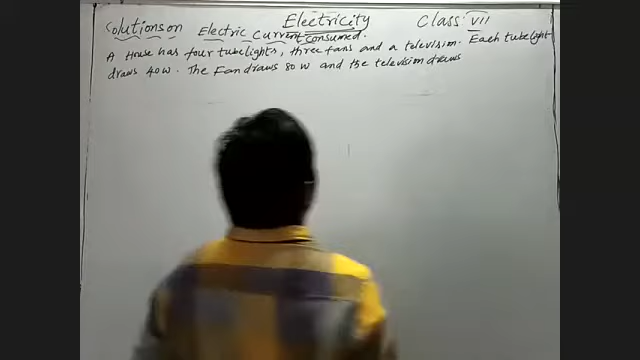 Electricity Class: VII
Solutions on Electric Current Consumed.
A House has four tubelights, three fans and a television. Each tubelight
draws 40W. The Fan draws 80 W and the television draws